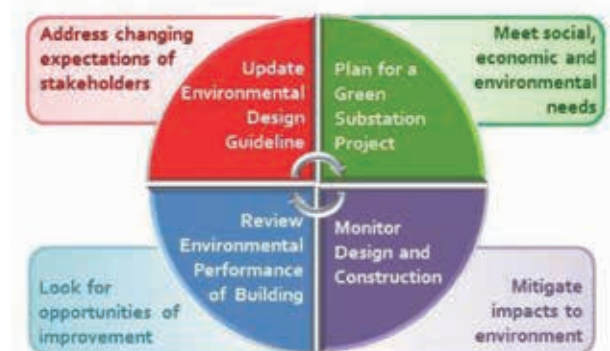 Address changing
expectations of
stakeholders
Update
Environmental
Design
Guideline
Plan for a
Green
Substation
Project
Meet social,
economic and
environmental
needs
Look for
opportunities of
improvement
Review
Environmental
Performance
of Building
Monitor
Design and
Construction
Mitigate
impacts to
environment